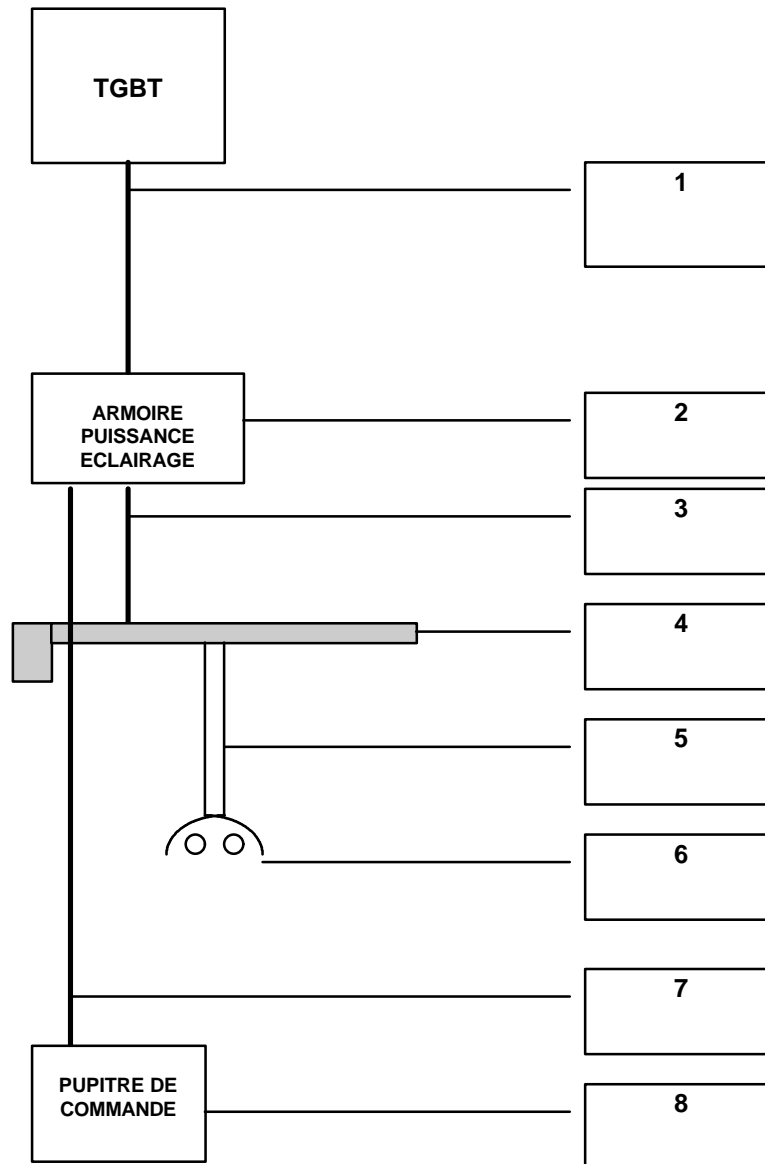 TGBT
1
ARMOIRE
PUISSANCE
ECLAIRAGE
2
3
4
5
6
7
PUPITRE DE
COMMANDE
8